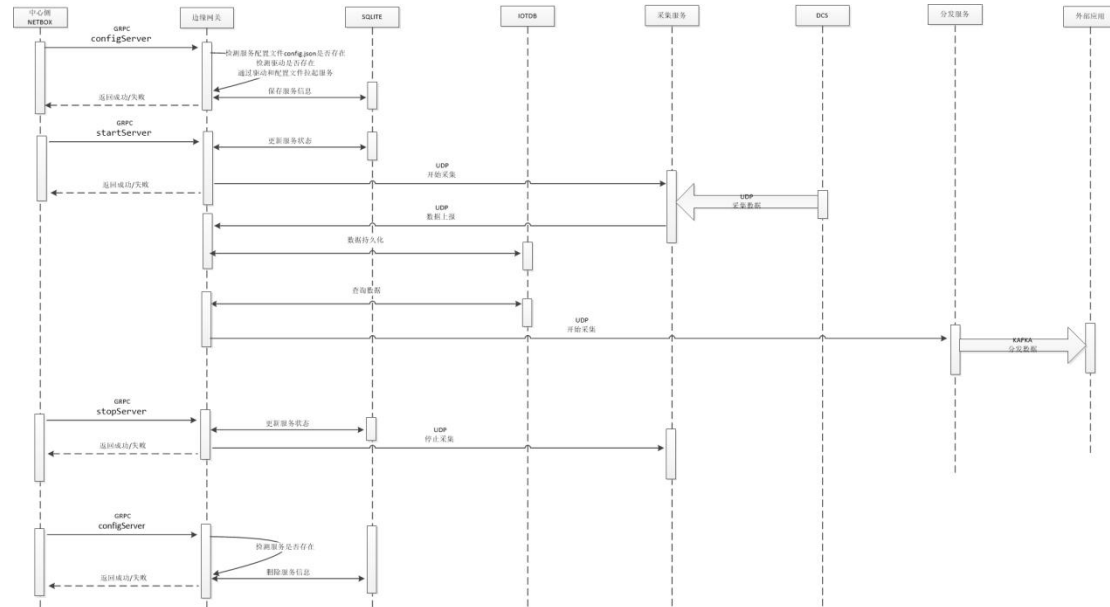 中心侧
NETBOX
边缘网关
SQLITE
IOTDB
采集服务
DCS
分发服务
外部应用
GRPC
configServer
检测服务配置文件config.json是否存在
检测驱动是否存在
通过驱动和配置文件拉起服务
保存服务信息
返回成功/失败
GRPC
startServer
更新服务状态
UDP
开始采集
返回成功/失败
UDP
采集数据
UDP
数据上报
数据持久化
查询数据
UDP
开始采集
KAFKA
分发数据
GRPC
stopServer
更新服务状态
UDP
停止采集
返回成功/失败
GRPC
configServer
检测服务是否存在
删除服务信息
返回成功/失败